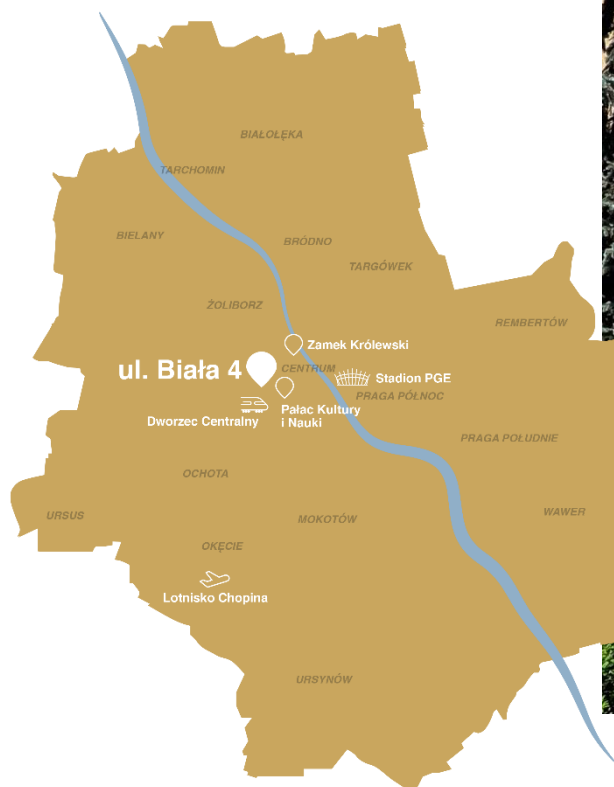 BIAŁOŁĘKA
TARCHOMIN
BIELANY
BRÓDNO
TARGÓWEK
ŻOLIBORZ
REMBERTÓW
Zamek Królewski
ul. Biała 4
CENTRUM
Stadion PGE
PRAGA PÓŁNOC
Pałac Kultury
i Nauki
Dworzec Centralny
PRAGA POŁUDNIE
OCHOTA
URSUS
MOKOTÓW
WAWER
OKĘCIE
Lotnisko Chopina
URSYNÓW